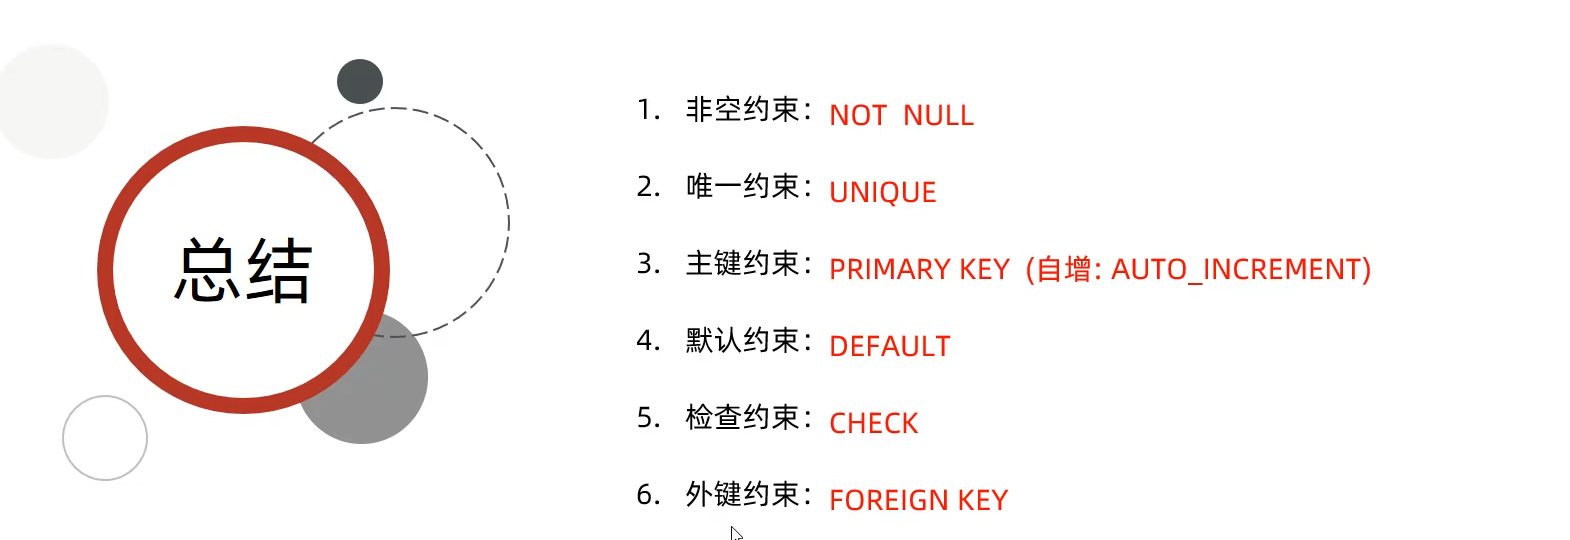 总结
1. 非空约束：NOT NULL
2. 唯一约束：UNIQUE
3. 主键约束：PRIMARY KEY (自增: AUTO_INCREMENT)
4. 默认约束：DEFAULT
5. 检查约束：CHECK
6. 外键约束：FOREIGN KEY